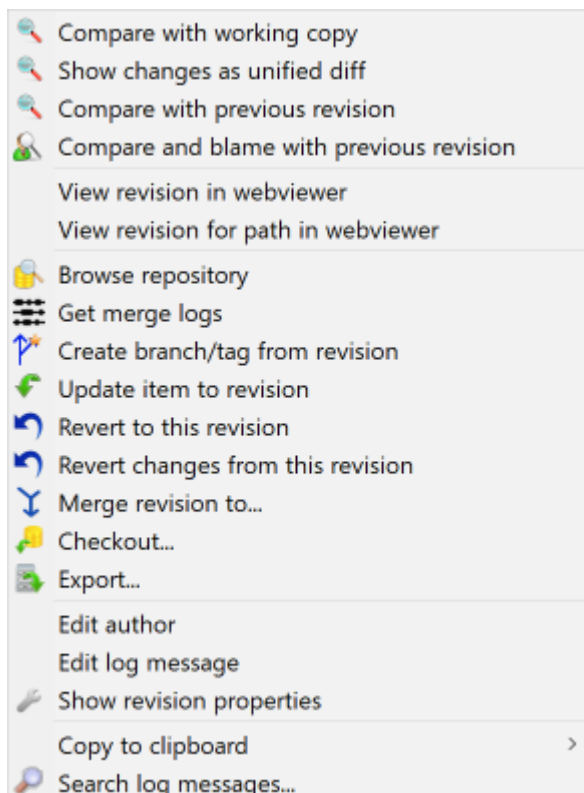 Compare with working copy
Show changes as unified diff
Compare with previous revision
Compare and blame with previous revision
View revision in webviewer
View revision for path in webviewer
Browse repository
Get merge logs
Create branch/tag from revision
Update item to revision
Revert to this revision
Revert changes from this revision
Merge revision to...
Checkout...
Export...
Edit author
Edit log message
Show revision properties
Copy to clipboard
Search log messages...